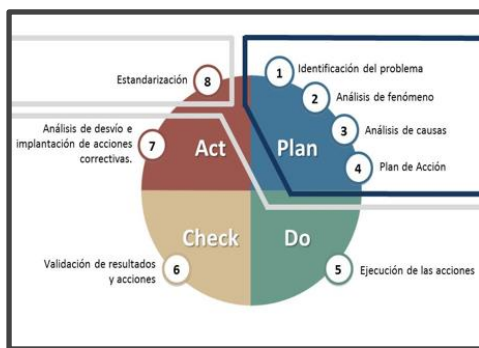 8
Estandarización
1
Identificación del problema
2
Análisis de fenómeno
3
Análisis de causas
4
Plan de Acción
Análisis de desvío e
implantación de acciones
correctivas.
7
Act
Plan
Check
Do
Validación de resultados
y acciones
6
5
Ejecución de las acciones